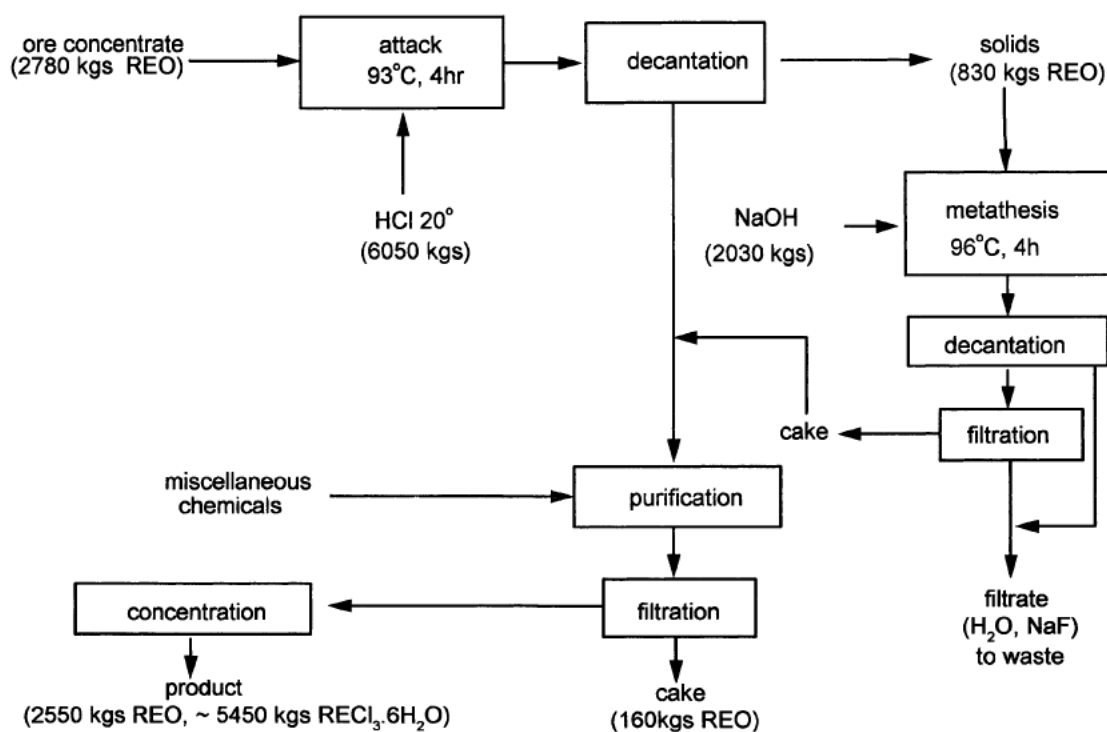 ore concentrate
(2780 kgs REO)
attack
93°C, 4hr
decantation
solids
(830 kgs REO)
HCl 20°
(6050 kgs)
NaOH
(2030 kgs)
metathesis
96°C, 4h
decantation
filtration
cake
miscellaneous
chemicals
purification
concentration
filtration
filtrate
(H₂O, NaF)
to waste
product
(2550 kgs REO, ~ 5450 kgs RECl₃.6H₂O)
cake
(160kgs REO)